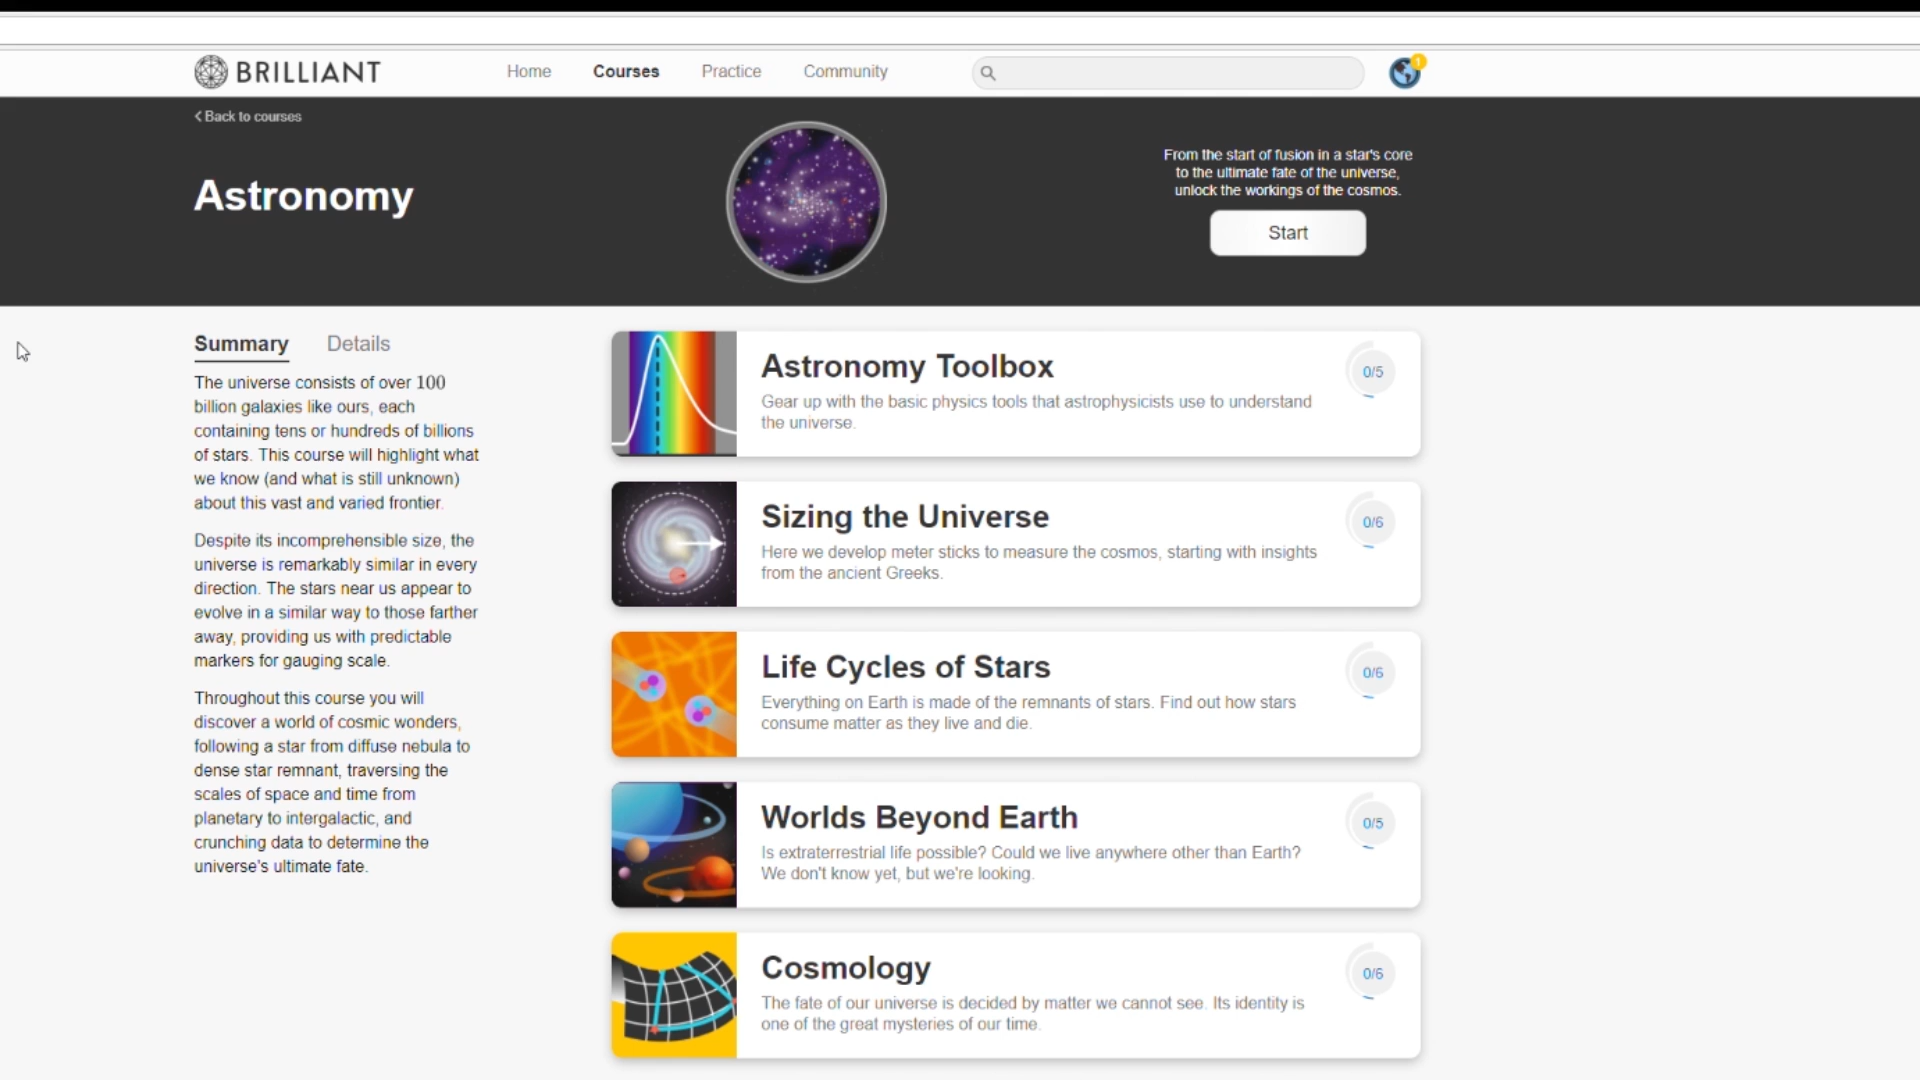 BRILLIANT
Home
Courses
Practice
Community
1
Back to courses
Astronomy
From the start of fusion in a star's core
to the ultimate fate of the universe,
unlock the workings of the cosmos.
Start
Summary
Details
The universe consists of over 100
billion galaxies like ours, each
containing tens or hundreds of billions
of stars. This course will highlight what
we know (and what is still unknown)
about this vast and varied frontier.
Despite its incomprehensible size, the
universe is remarkably similar in every
direction. The stars near us appear to
evolve in a similar way to those farther
away, providing us with predictable
markers for gauging scale.
Throughout this course you will
discover a world of cosmic wonders,
following a star from diffuse nebula to
dense star remnant, traversing the
scales of space and time from
planetary to intergalactic, and
crunching data to determine the
universe's ultimate fate.
Astronomy Toolbox
Gear up with the basic physics tools that astrophysicists use to understand
the universe.
0/5
Sizing the Universe
Here we develop meter sticks to measure the cosmos, starting with insights
from the ancient Greeks.
0/6
Life Cycles of Stars
Everything on Earth is made of the remnants of stars. Find out how stars
consume matter as they live and die.
0/6
Worlds Beyond Earth
Is extraterrestrial life possible? Could we live anywhere other than Earth?
We don't know yet, but we're looking.
0/5
Cosmology
The fate of our universe is decided by matter we cannot see. Its identity is
one of the great mysteries of our time.
0/6